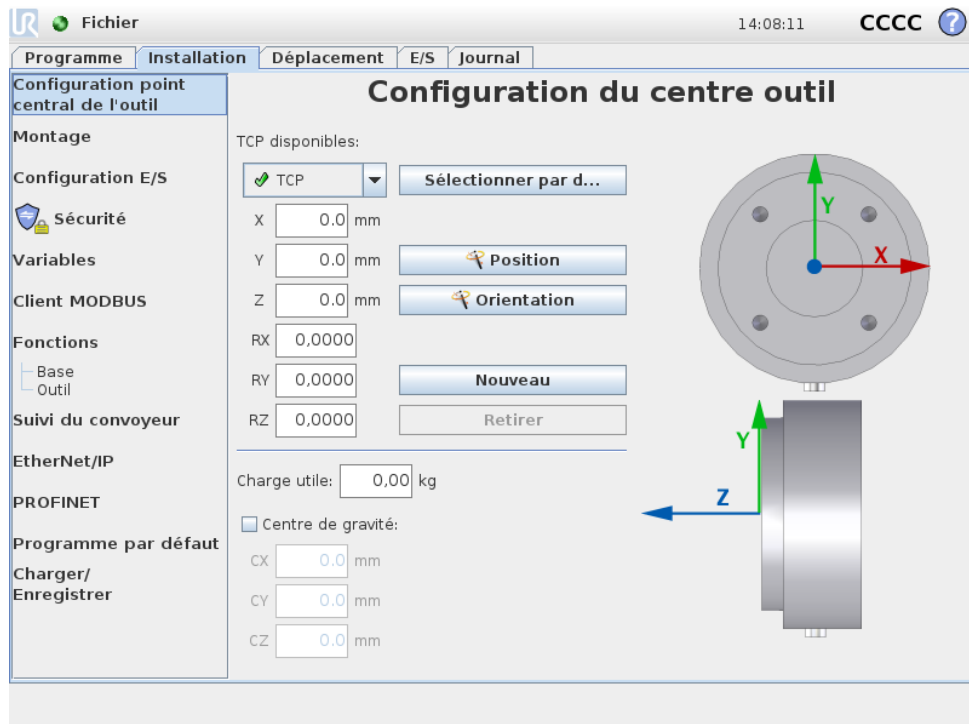 UR Fichier 14:08:11 CCCC ?
Programme Installation Déplacement E/S Journal
Configuration point
central de l'outil
Montage
Configuration E/S
Sécurité
Variables
Client MODBUS
Fonctions
Base
Outil
Suivi du convoyeur
EtherNet/IP
PROFINET
Programme par défaut
Charger/
Enregistrer
Configuration du centre outil
TCP disponibles:
TCP Sélectionner par d...
X 0.0 mm
Y 0.0 mm Position
Z 0.0 mm Orientation
RX 0,0000
RY 0,0000 Nouveau
RZ 0,0000 Retirer
Charge utile: 0,00 kg
Centre de gravité:
CX 0.0 mm
CY 0.0 mm
CZ 0.0 mm
Y
X
Y
Z